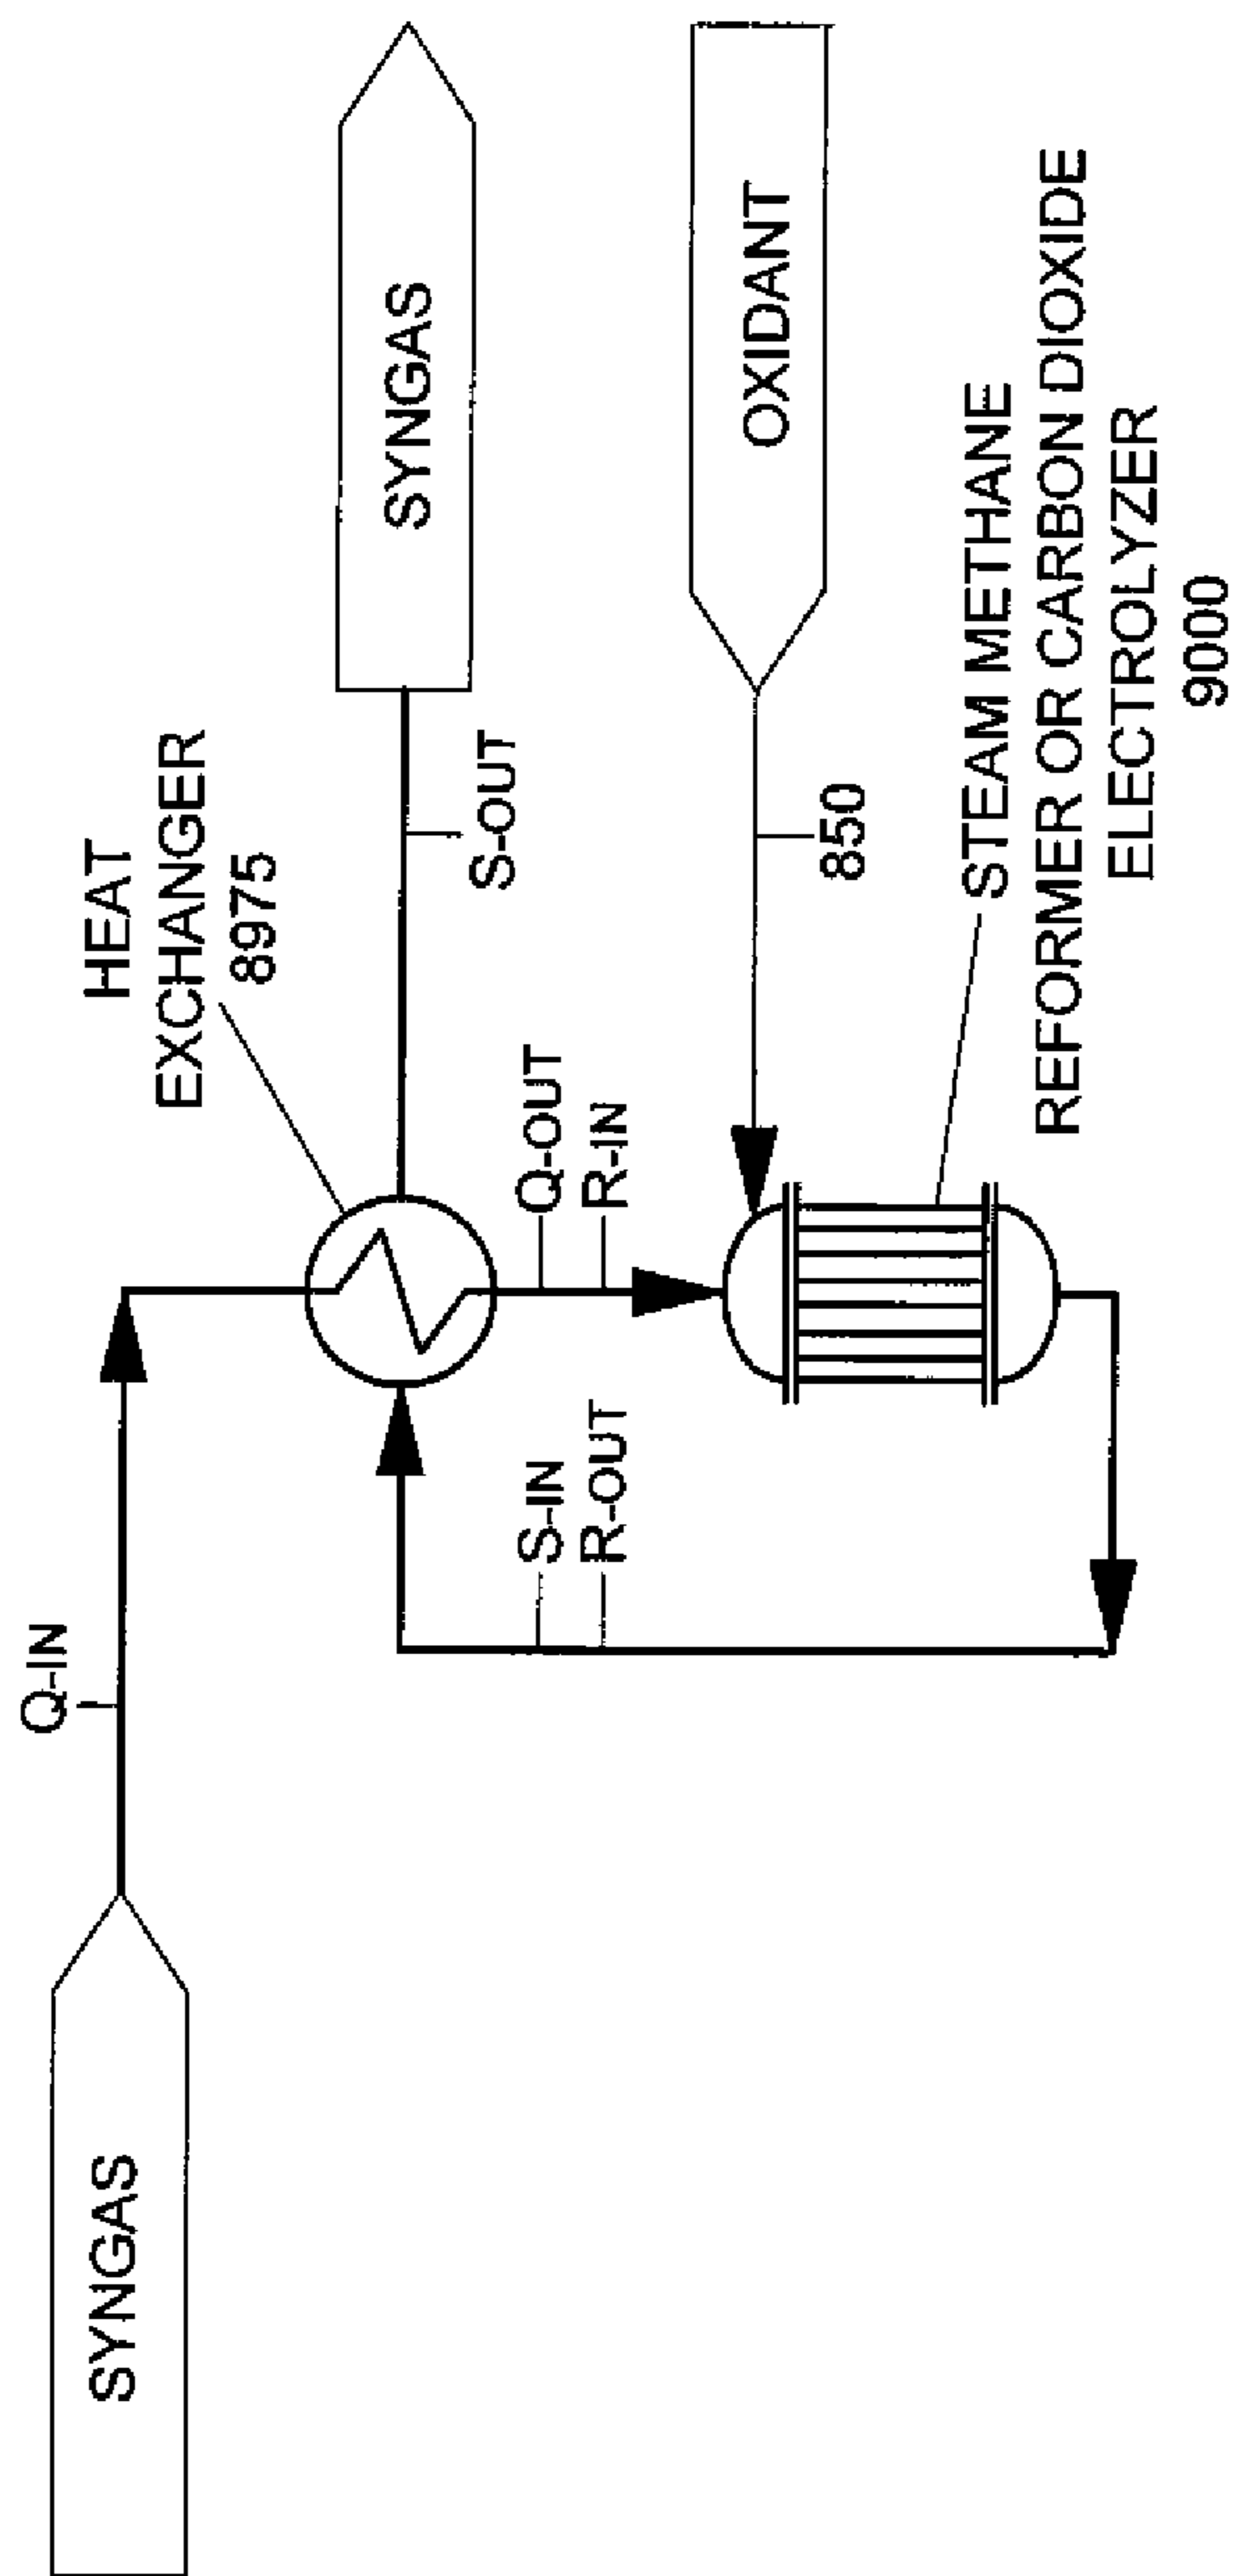 SYNGAS
Q-IN
HEAT
EXCHANGER
8975
SYNGAS
S-OUT
S-IN
R-OUT
Q-OUT
R-IN
OXIDANT
850
STEAM METHANE
REFORMER OR CARBON DIOXIDE
ELECTROLYZER
9000